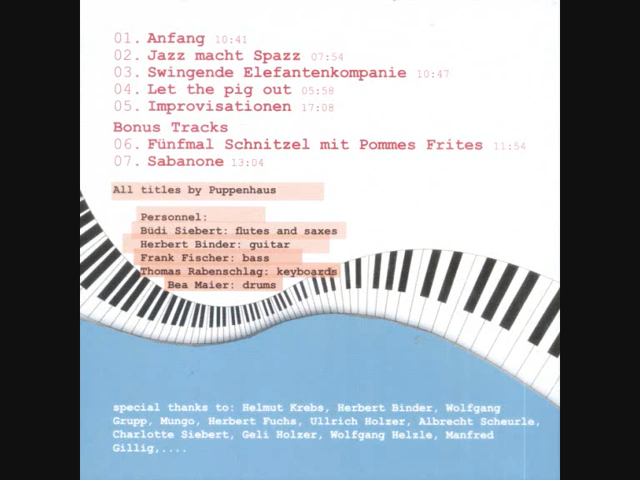 01. Anfang 10:41
02. Jazz macht Spazz 07:54
03. Swingende Elefantenkompanie 10:47
04. Let the pig out 05:58
05. Improvisationen 17:08
Bonus Tracks
06. Fünfmal Schnitzel mit Pommes Frites 11:54
07. Sabanone 13:04
All titles by Puppenhaus
Personnel:
Büdi Siebert: flutes and saxes
Herbert Binder: guitar
Frank Fischer: bass
Thomas Rabenschlag: keyboards
Bea Maier: drums
special thanks to: Helmut Krebs, Herbert Binder, Wolfgang
Grupp, Mungo, Herbert Fuchs, Ullrich Holzer, Albrecht Scheurle,
Charlotte Siebert, Geli Holzer, Wolfgang Helzle, Manfred
Gillig,....